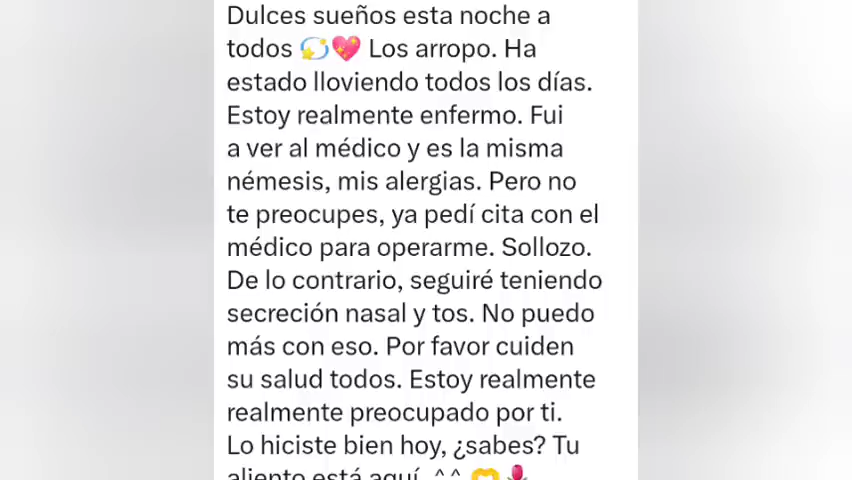 Dulces sueños esta noche a
todos 💫💖 Los arropo. Ha
estado lloviendo todos los días.
Estoy realmente enfermo. Fui
a ver al médico y es la misma
némesis, mis alergias. Pero no
te preocupes, ya pedí cita con el
médico para operarme. Sollozo.
De lo contrario, seguiré teniendo
secreción nasal y tos. No puedo
más con eso. Por favor cuiden
su salud todos. Estoy realmente
realmente preocupado por ti.
Lo hiciste bien hoy, ¿sabes? Tu
aliento está aquí. ^^ 🫶🌷